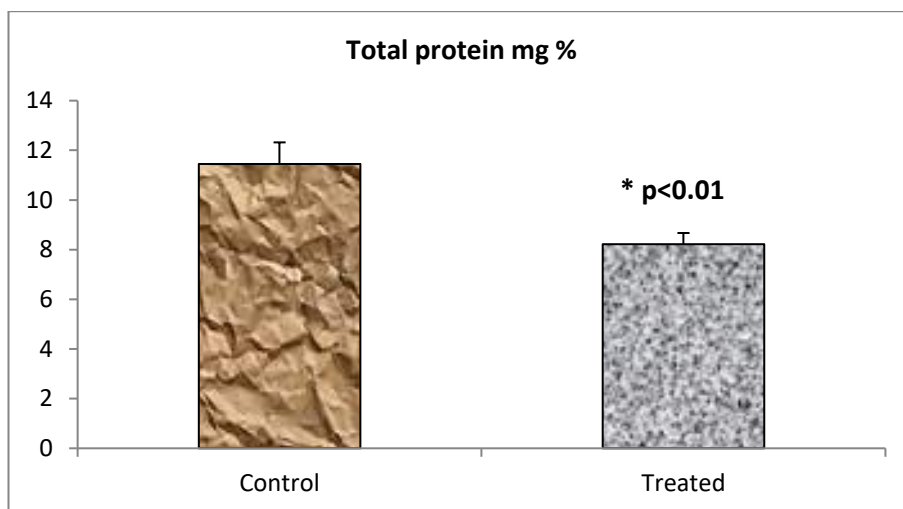 Total protein mg %
14
12
10
8
6
4
2
0
* p<0.01
Control
Treated